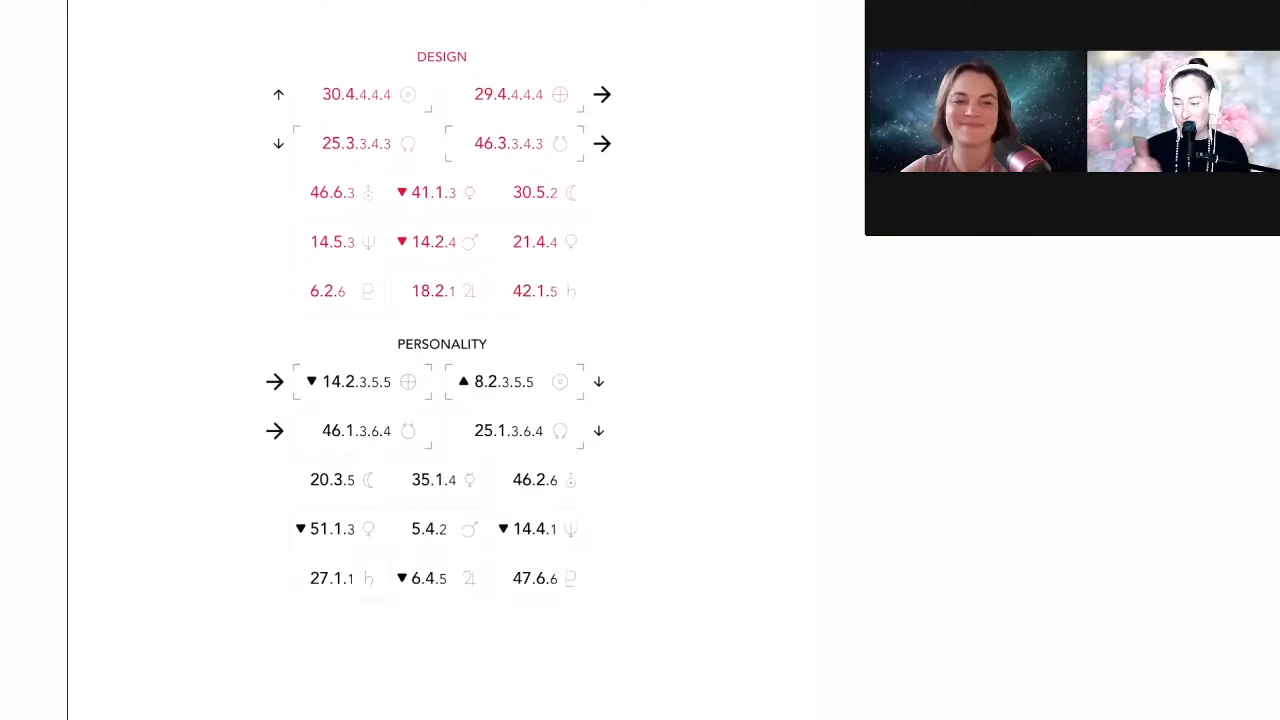 DESIGN
↑ 30.4.4.4.4 ☉ 29.4.4.4.4 ⊕ →
↓ 25.3.3.4.3 ☊ 46.3.3.4.3 ☋ →
46.6.3 ⛢ ▼ 41.1.3 ☿ 30.5.2 ☾
14.5.3 ♆ ▼ 14.2.4 ♂ 21.4.4 ♀
6.2.6 ♇ 18.2.1 ♃ 42.1.5 ♄
PERSONALITY
→ ▼ 14.2.3.5.5 ⊕ ▲ 8.2.3.5.5 ☉ ↓
→ 46.1.3.6.4 ☋ 25.1.3.6.4 ☊ ↓
20.3.5 ☾ 35.1.4 ☿ 46.2.6 ⛢
▼ 51.1.3 ♀ 5.4.2 ♂ ▼ 14.4.1 ♆
27.1.1 ♄ ▼ 6.4.5 ♃ 47.6.6 ♇